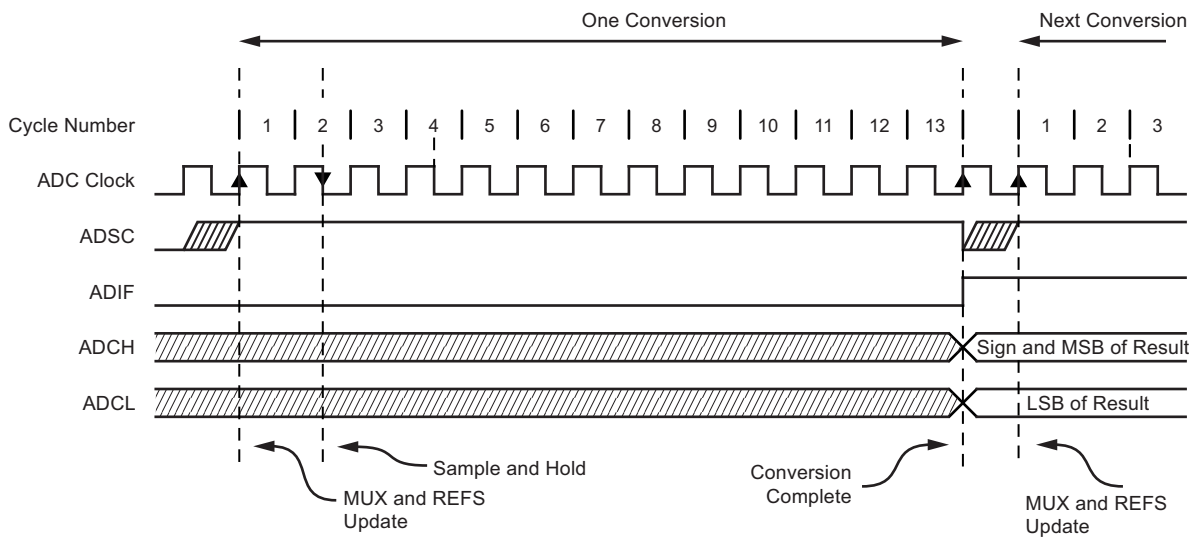 One Conversion
Next Conversion
Cycle Number 1 2 3 4 5 6 7 8 9 10 11 12 13 1 2 3
ADC Clock
ADSC
ADIF
ADCH
Sign and MSB of Result
ADCL
LSB of Result
Sample and Hold
MUX and REFS
Update
Conversion
Complete
MUX and REFS
Update